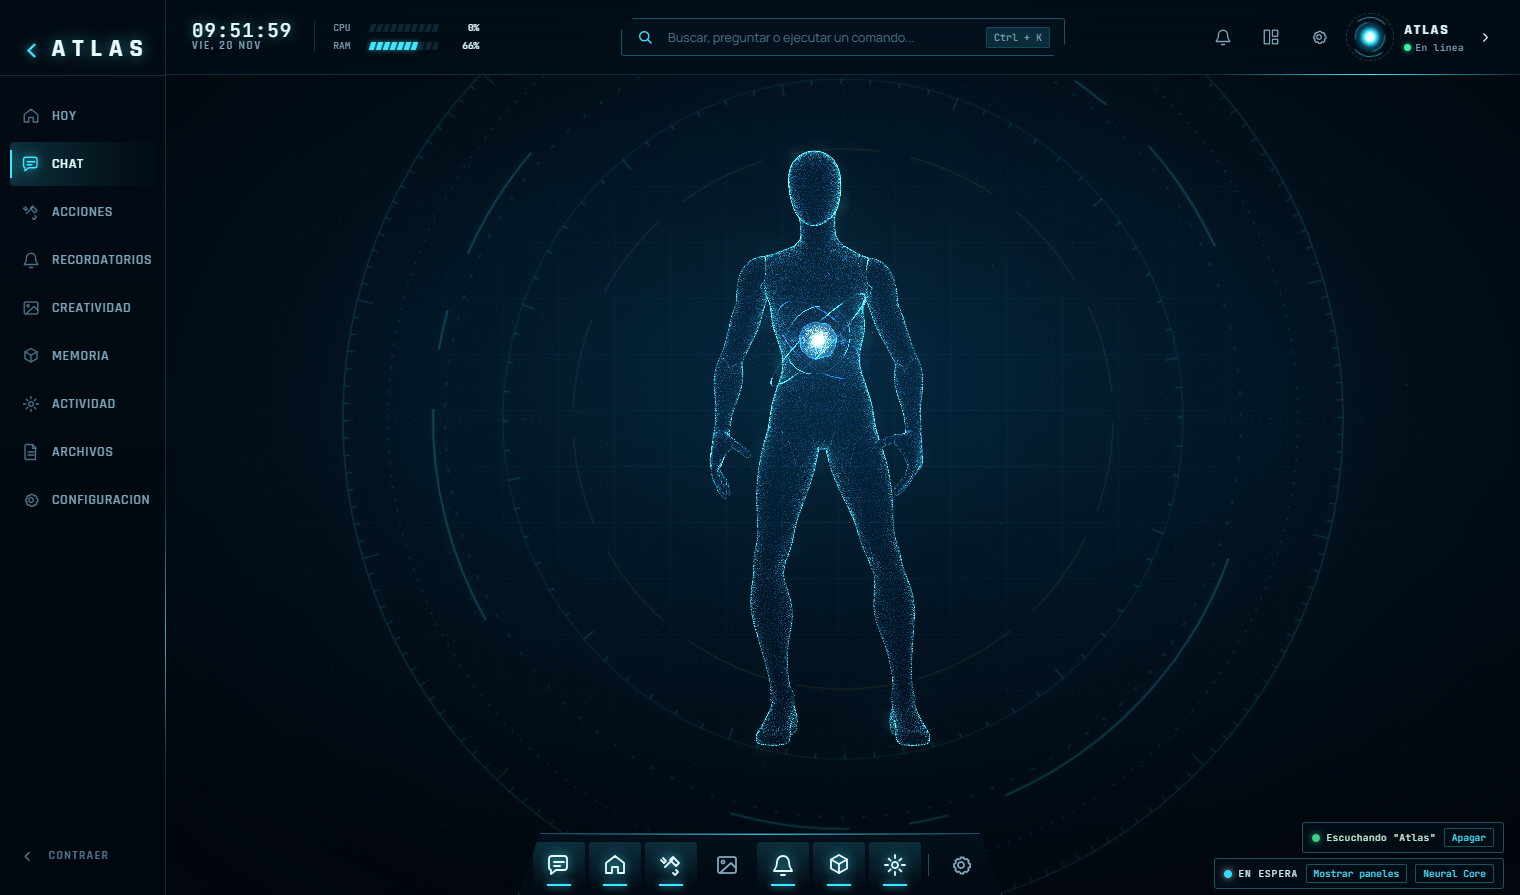 ATLAS
09:51:59
VIE, 20 NOV
CPU 0%
RAM 66%
Buscar, preguntar o ejecutar un comando...
Ctrl + K
ATLAS
En linea
HOY
CHAT
ACCIONES
RECORDATORIOS
CREATIVIDAD
MEMORIA
ACTIVIDAD
ARCHIVOS
CONFIGURACION
CONTRAER
Escuchando "Atlas" Apagar
EN ESPERA Mostrar paneles Neural Core